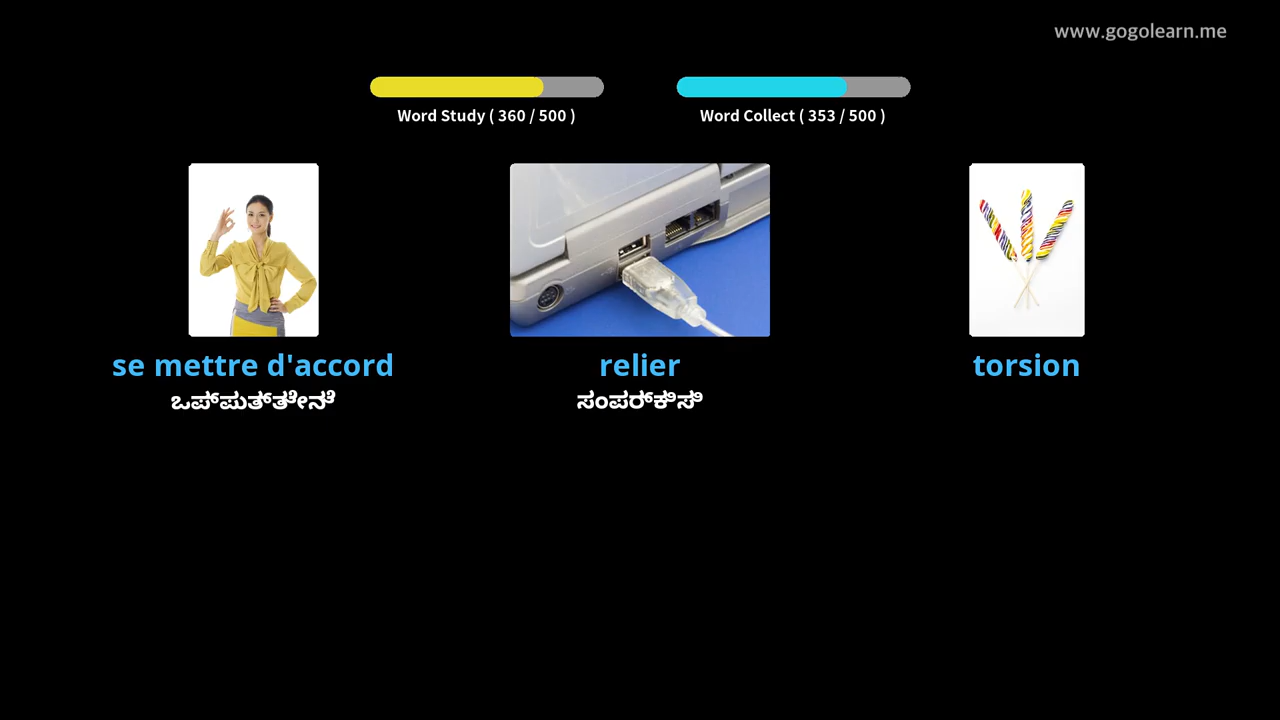 www.gogolearn.me
Word Study ( 360 / 500 )
Word Collect ( 353 / 500 )
se mettre d'accord
relier
torsion
ಒಪ್ಪುತ್ತೇನೆ
ಸಂಪರ್ಕಿಸಿ